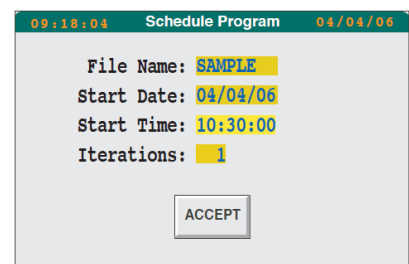 09:18:04 Schedule Program 04/04/06
File Name: SAMPLE
Start Date: 04/04/06
Start Time: 10:30:00
Iterations: 1
ACCEPT